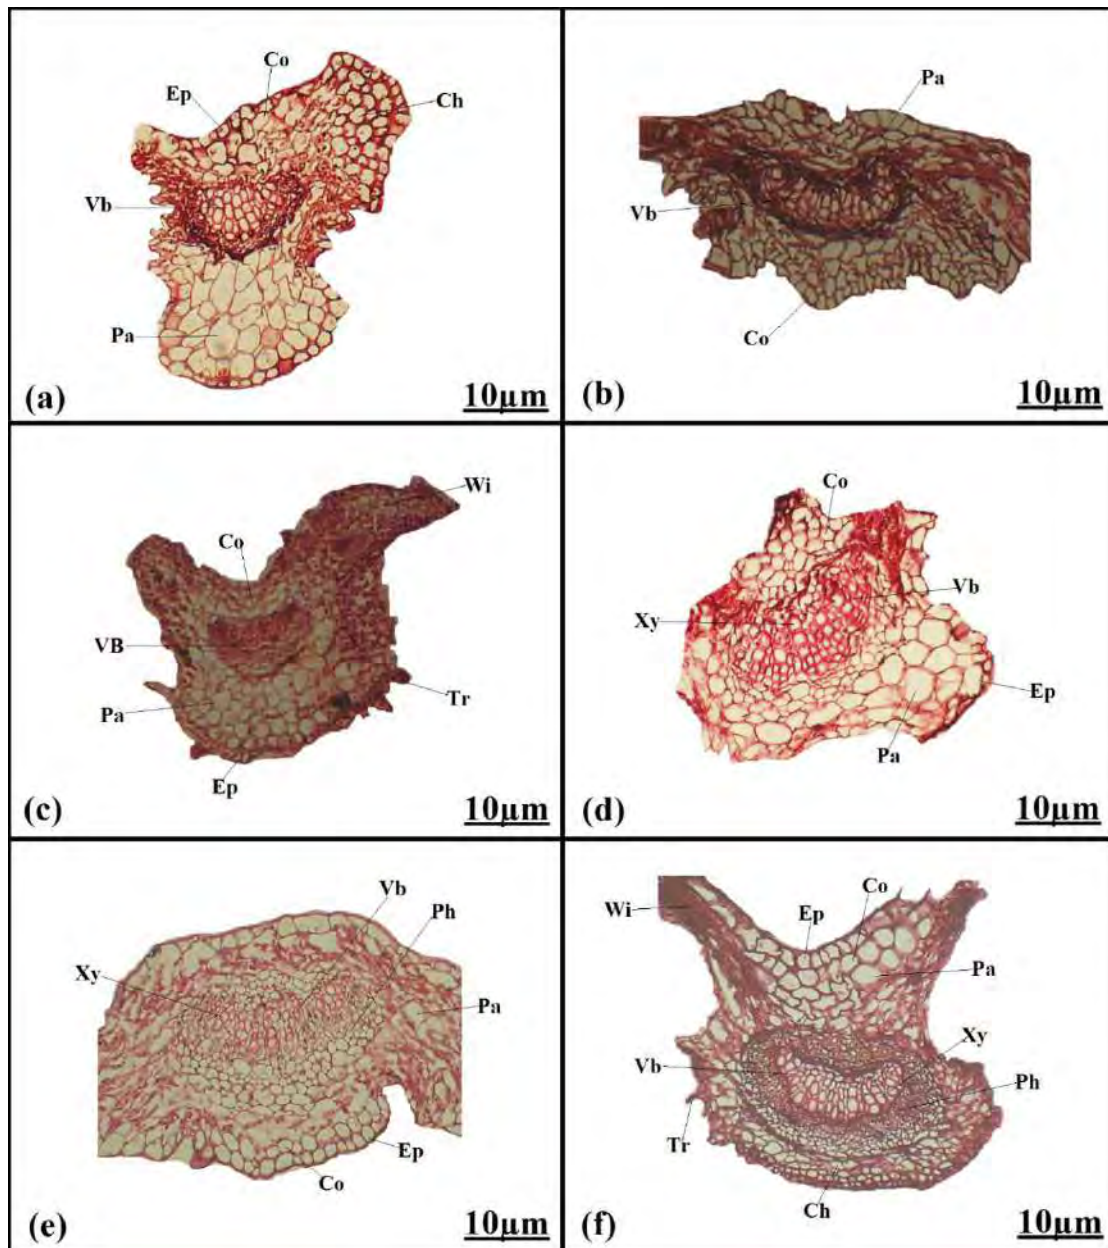 Co
Ep
Ch
Vb
Pa
(a)
10μm
Pa
Vb
Co
(b)
10μm
Wi
Co
VB
Pa
Tr
Ep
(c)
10μm
Co
Vb
Xy
Ep
Pa
(d)
10μm
Vb
Ph
Xy
Pa
Ep
Co
(e)
10μm
Co
Ep
Wi
Pa
Xy
Vb
Ph
Tr
Ch
(f)
10μm